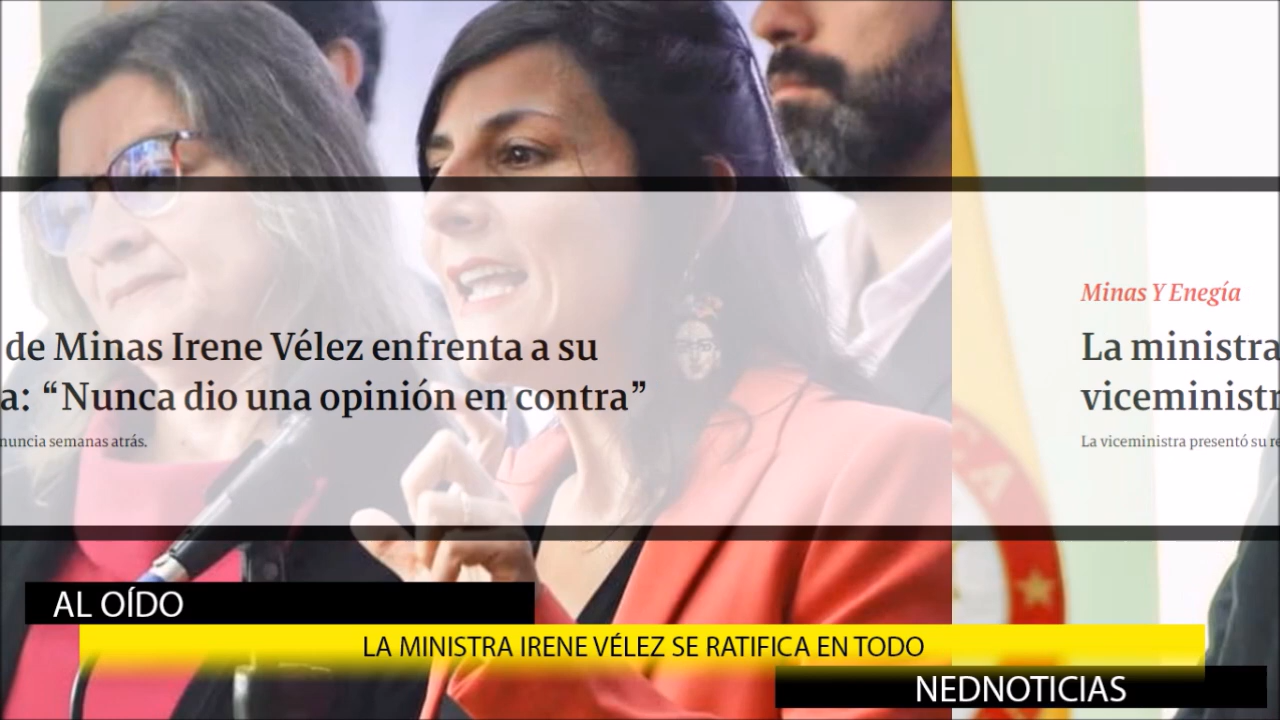 Minas Y Enegía
de Minas Irene Vélez enfrenta a su
a: “Nunca dio una opinión en contra”
nuncia semanas atrás.
La ministra
viceministr
La viceministra presentó su re
AL OÍDO
LA MINISTRA IRENE VÉLEZ SE RATIFICA EN TODO
NEDNOTICIAS